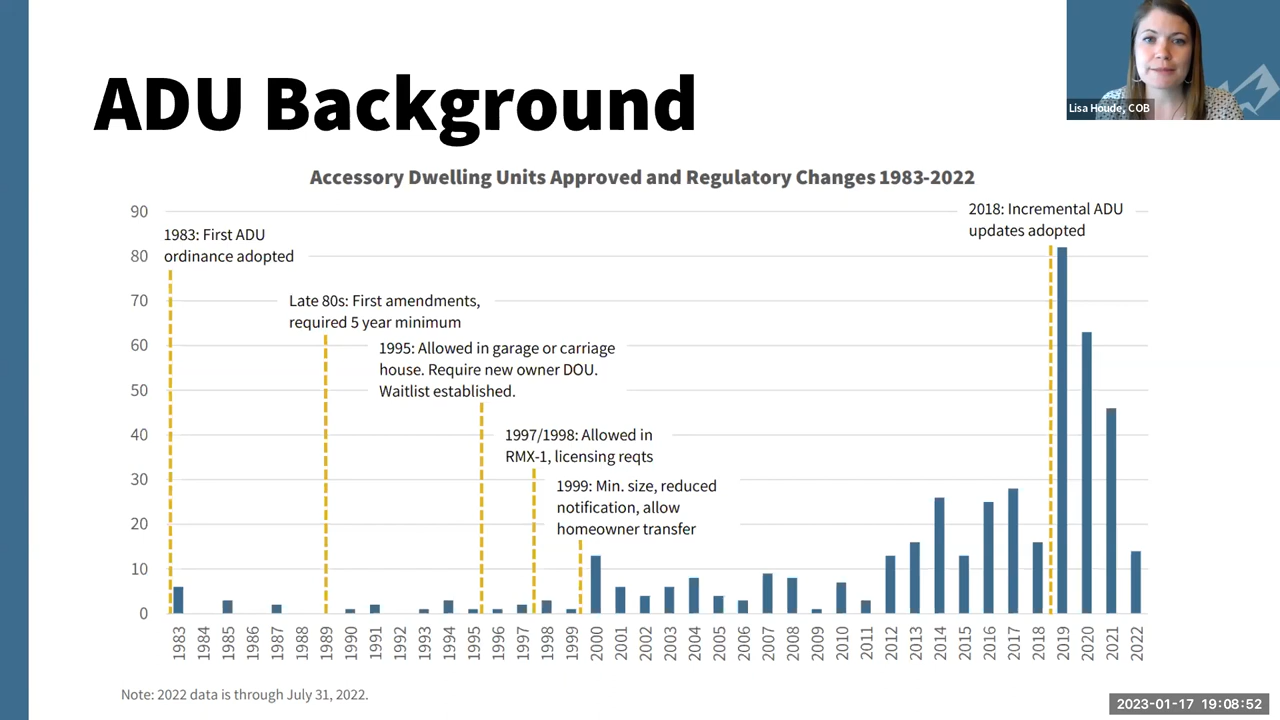 ADU Background
Lisa Houde, COB
Accessory Dwelling Units Approved and Regulatory Changes 1983-2022
90
80
70
60
50
40
30
20
10
0
1983: First ADU
ordinance adopted
Late 80s: First amendments,
required 5 year minimum
1995: Allowed in garage or carriage
house. Require new owner DOU.
Waitlist established.
1997/1998: Allowed in
RMX-1, licensing reqts
1999: Min. size, reduced
notification, allow
homeowner transfer
2018: Incremental ADU
updates adopted
1983
1984
1985
1986
1987
1988
1989
1990
1991
1992
1993
1994
1995
1996
1997
1998
1999
2000
2001
2002
2003
2004
2005
2006
2007
2008
2009
2010
2011
2012
2013
2014
2015
2016
2017
2018
2019
2020
2021
2022
Note: 2022 data is through July 31, 2022.
2023-01-17 19:08:52